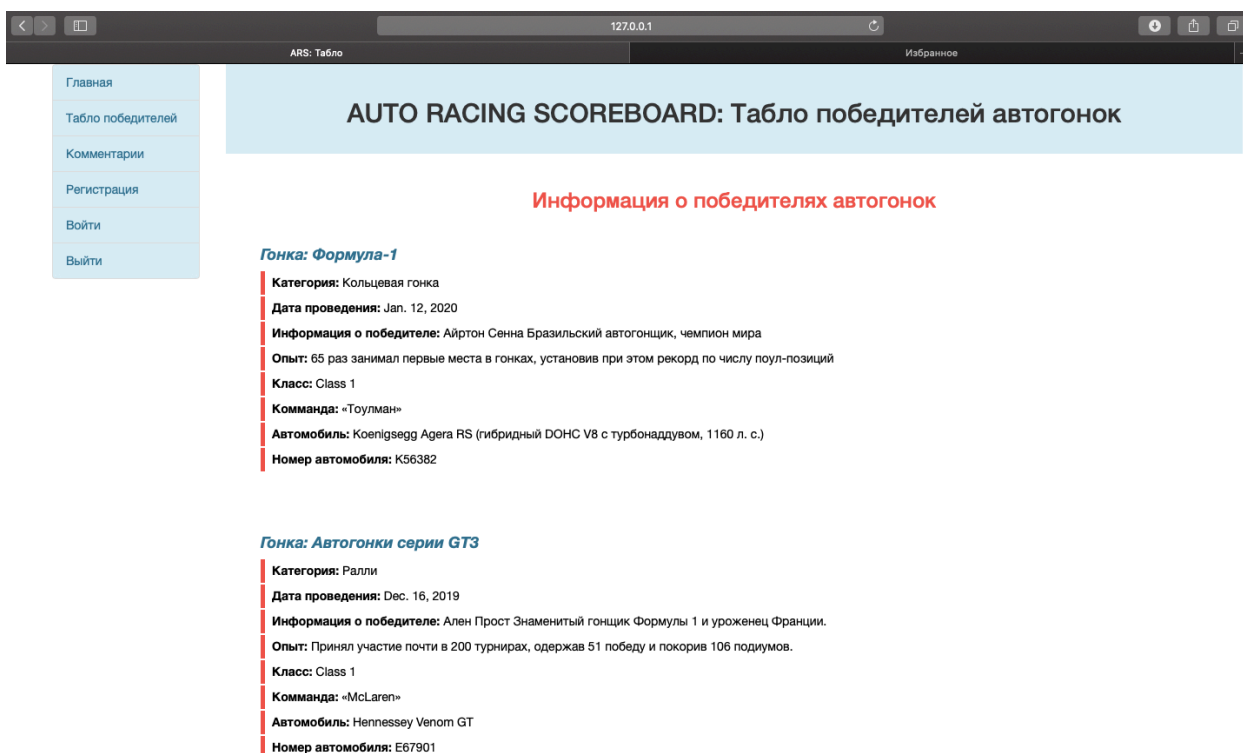 127.0.0.1
ARS: Табло
Избранное
Главная
Табло победителей
Комментарии
Регистрация
Войти
Выйти
AUTO RACING SCOREBOARD: Табло победителей автогонок
Информация о победителях автогонок
Гонка: Формула-1
Категория: Кольцевая гонка
Дата проведения: Jan. 12, 2020
Информация о победителе: Айртон Сенна Бразильский автогонщик, чемпион мира
Опыт: 65 раз занимал первые места в гонках, установив при этом рекорд по числу поул-позиций
Класс: Class 1
Комманда: «Тоулман»
Автомобиль: Koenigsegg Agera RS (гибридный DOHC V8 с турбонаддувом, 1160 л. с.)
Номер автомобиля: K56382
Гонка: Автогонки серии GT3
Категория: Ралли
Дата проведения: Dec. 16, 2019
Информация о победителе: Ален Прост Знаменитый гонщик Формулы 1 и уроженец Франции.
Опыт: Принял участие почти в 200 турнирах, одержав 51 победу и покорив 106 подиумов.
Класс: Class 1
Комманда: «McLaren»
Автомобиль: Hennessey Venom GT
Номер автомобиля: E67901